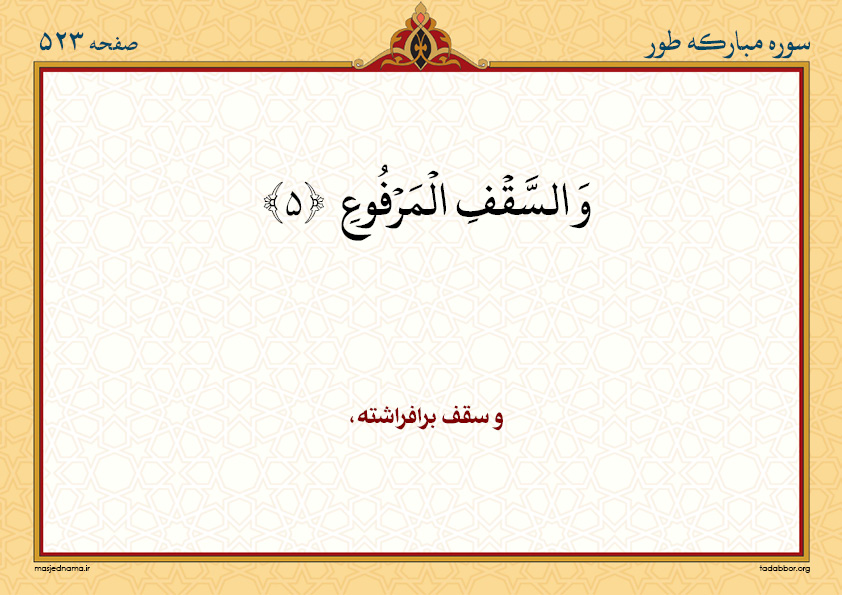 سوره مبارکه طور
صفحه ۵۲۳
وَ السَّقْفِ الْمَرْفُوعِ ﴿۵﴾
و سقف برافراشته،
masjednama.ir
tadabbor.org